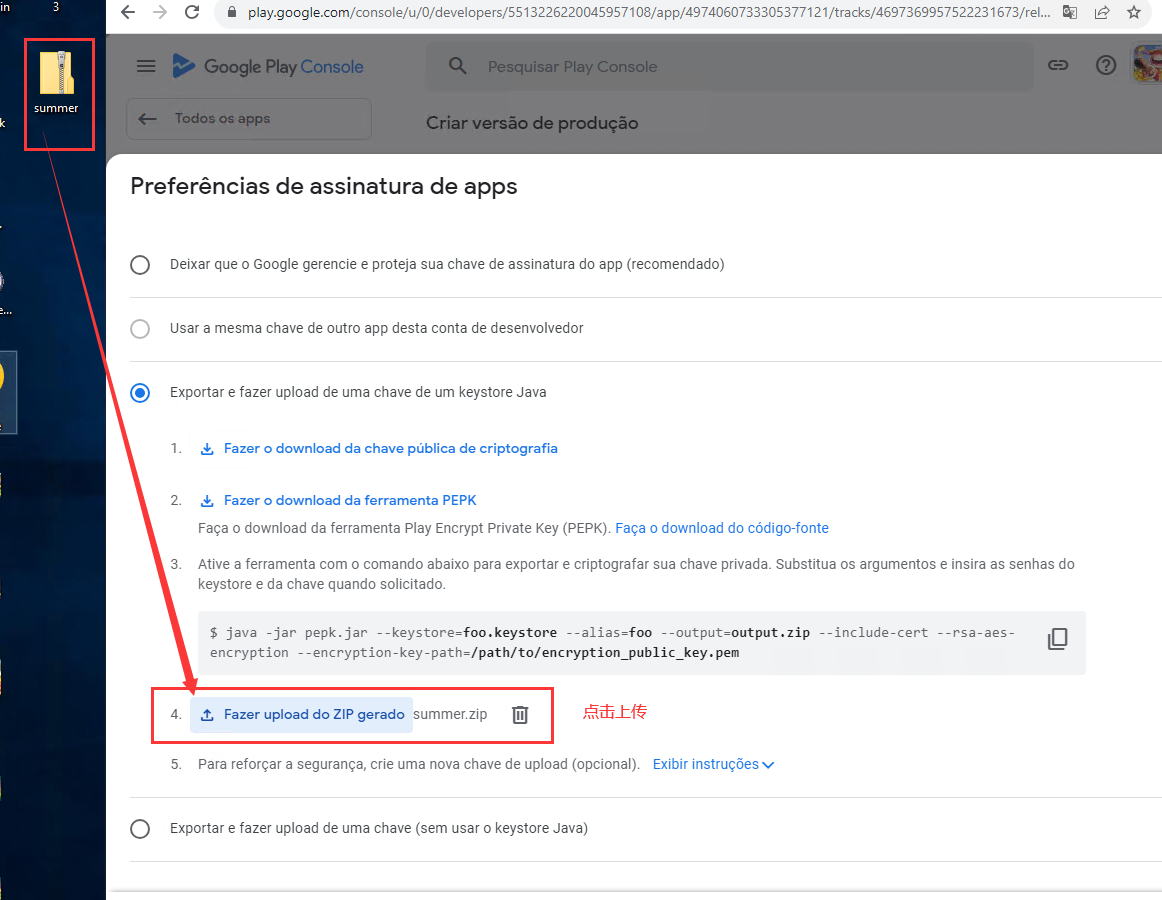 in
3
summer
k
e...
e
play.google.com/console/u/0/developers/5513226220045957108/app/4974060733305377121/tracks/4697369957522231673/rel...
Google Play Console
Pesquisar Play Console
Todos os apps
Criar versão de produção
Preferências de assinatura de apps
Deixar que o Google gerencie e proteja sua chave de assinatura do app (recomendado)
Usar a mesma chave de outro app desta conta de desenvolvedor
Exportar e fazer upload de uma chave de um keystore Java
1. Fazer o download da chave pública de criptografia
2. Fazer o download da ferramenta PEPK
Faça o download da ferramenta Play Encrypt Private Key (PEPK). Faça o download do código-fonte
3. Ative a ferramenta com o comando abaixo para exportar e criptografar sua chave privada. Substitua os argumentos e insira as senhas do
keystore e da chave quando solicitado.
$ java -jar pepk.jar --keystore=foo.keystore --alias=foo --output=output.zip --include-cert --rsa-aes-
encryption --encryption-key-path=/path/to/encryption_public_key.pem
4. Fazer upload do ZIP gerado summer.zip 点击上传
5. Para reforçar a segurança, crie uma nova chave de upload (opcional). Exibir instruções
Exportar e fazer upload de uma chave (sem usar o keystore Java)